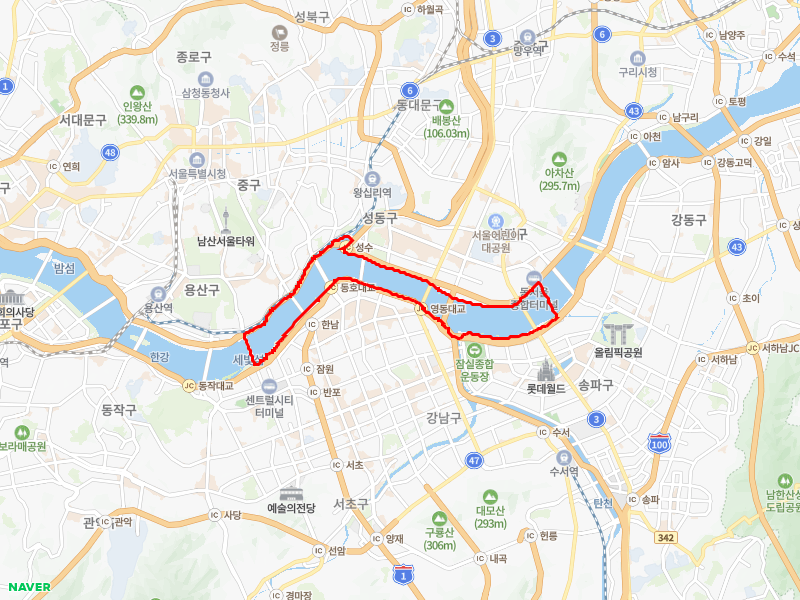 IC 하월곡
성북구
정릉
3
망우역
6
IC 남양주
IC 수석
종로구
구리시청
1
삼청동청사
6
인왕산
(339.8m)
동대문구
배봉산
(106.03m)
43
IC 토평
IC 남구리
서대문구
IC 아천
IC 강일
48
IC 연희
서울특별시청
아차산
(295.7m)
IC 암사
IC 강동고덕
중구
왕십리역
성동구
강동구
남산서울타워
서울어린이
대공원
43
IC 성수
밤섬
용산구
JC 동호대교
용산역
종합터미널
IC 초이
JC 영동대교
IC 한남
한강
올림픽공원
잠실종합
운동장
JC 서하남JC
IC 서하남
IC 잠원
JC 동작대교
센트럴시티
터미널
IC 반포
롯데월드
송파구
동작구
강남구
3
IC 수서
보라매공원
100
47
수서역
IC 서초
예술의전당
서초구
대모산
(293m)
탄천
IC 송파
남한산성
도립공원
IC 관악
IC 사당
구룡산
(306m)
IC 양재
IC 헌릉
342
IC 선암
IC 내곡
1
IC 경마장
NAVER